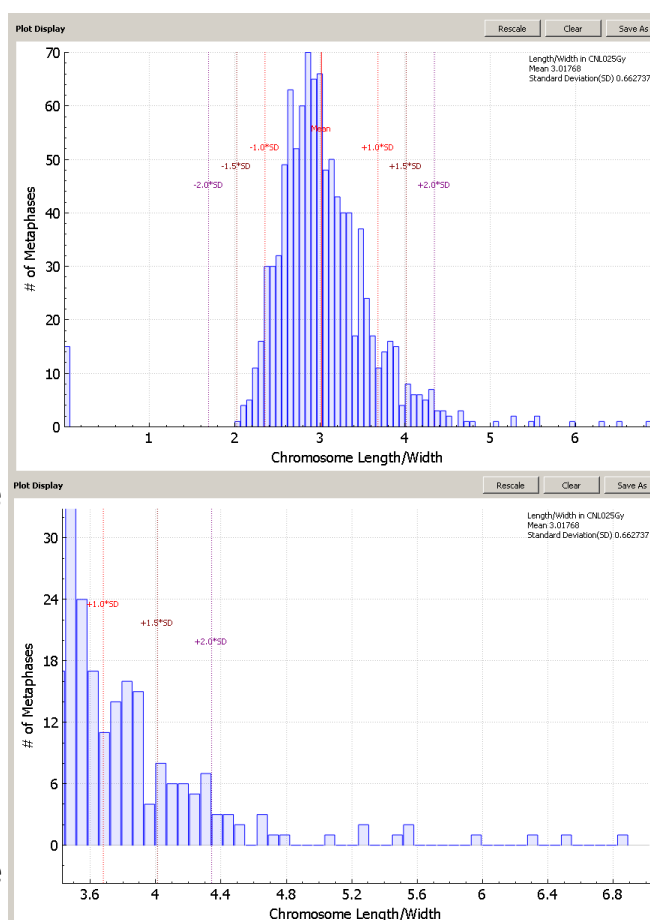 Plot Display
Rescale
Clear
Save As
Length/Width in CNL025Gy
Mean 3.01768
Standard Deviation(SD) 0.662737
70
60
50
40
30
20
10
0
# of Metaphases
Mean
-1.0*SD
+1.0*SD
-1.5*SD
+1.5*SD
-2.0*SD
+2.0*SD
1
2
3
4
5
6
Chromosome Length/Width
e
Plot Display
Rescale
Clear
Save As
Length/Width in CNL025Gy
Mean 3.01768
Standard Deviation(SD) 0.662737
30
24
18
12
6
0
# of Metaphases
+1.0*SD
+1.5*SD
+2.0*SD
3.6
4
4.4
4.8
5.2
5.6
6
6.4
6.8
Chromosome Length/Width
e